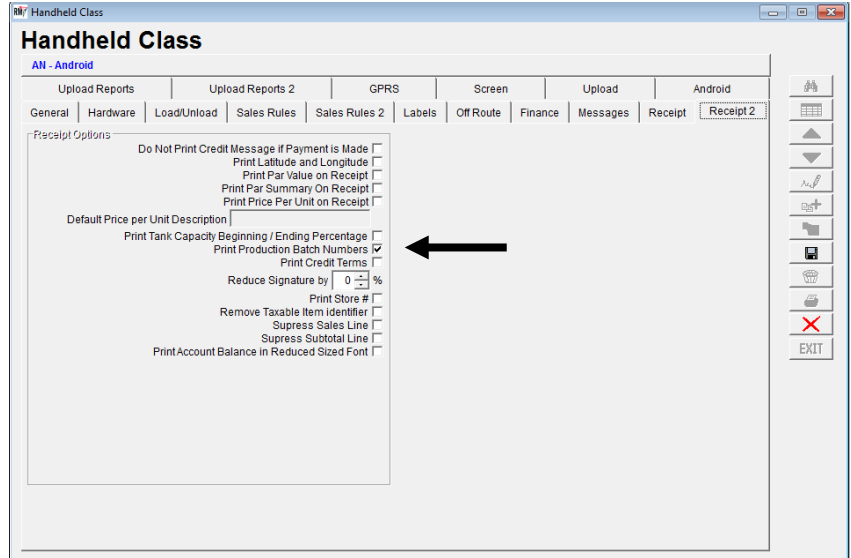 RMT Handheld Class
Handheld Class
AN - Android
Upload Reports Upload Reports 2 GPRS Screen Upload Android
General Hardware Load/Unload Sales Rules Sales Rules 2 Labels Off Route Finance Messages Receipt Receipt 2
Receipt Options
Do Not Print Credit Message if Payment is Made
Print Latitude and Longitude
Print Par Value on Receipt
Print Par Summary On Receipt
Print Price Per Unit on Receipt
Default Price per Unit Description
Print Tank Capacity Beginning / Ending Percentage
Print Production Batch Numbers
Print Credit Terms
Reduce Signature by 0 %
Print Store #
Remove Taxable Item identifier
Supress Sales Line
Supress Subtotal Line
Print Account Balance in Reduced Sized Font
EXIT